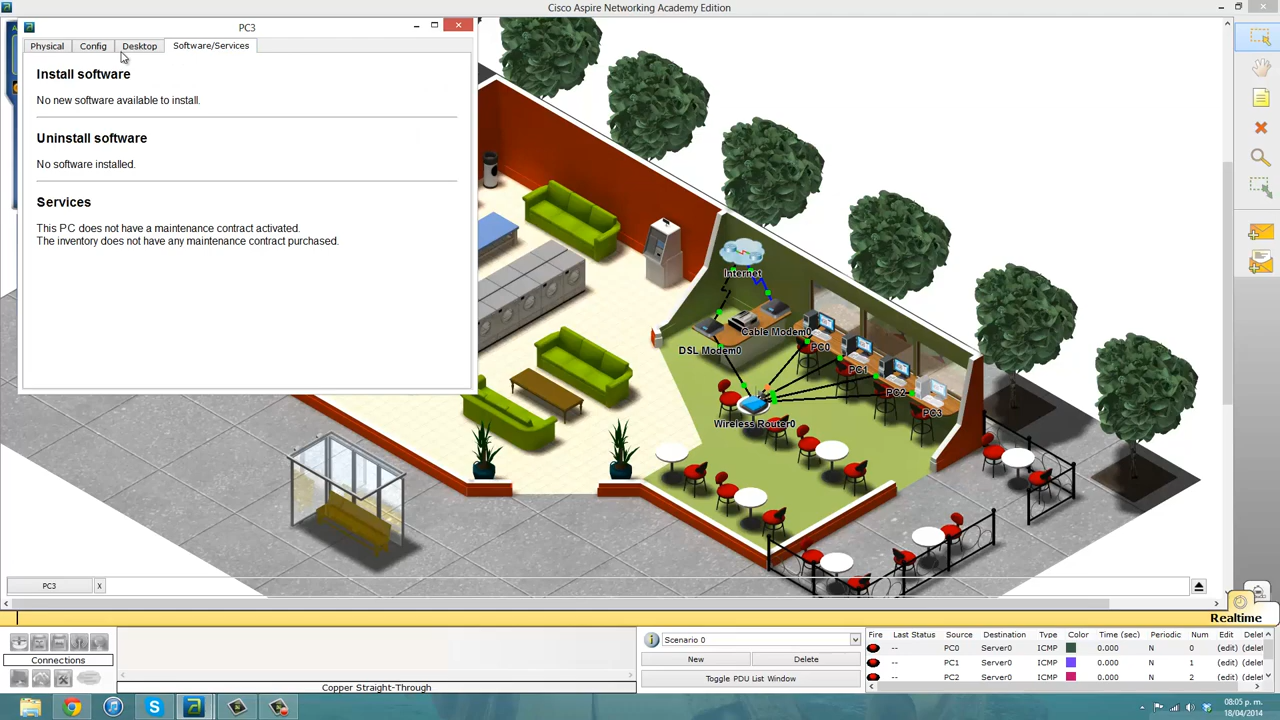 Cisco Aspire Networking Academy Edition
PC3
Physical Config Desktop Software/Services
Install software
No new software available to install.
Uninstall software
No software installed.
Services
This PC does not have a maintenance contract activated.
The inventory does not have any maintenance contract purchased.
Internet
Cable Modem0
DSL Modem0
PC0
PC1
PC2
PC3
Wireless Router0
PC3 X
Realtime
Connections
Copper Straight-Through
Scenario 0
New Delete
Toggle PDU List Window
Fire Last Status Source Destination Type Color Time (sec) Periodic Num Edit Delet
-- PC0 Server0 ICMP 0.000 N 0 (edit) (delet
-- PC1 Server0 ICMP 0.000 N 1 (edit) (delet
-- PC2 Server0 ICMP 0.000 N 2 (edit) (delet
08:05 p. m.
18/04/2014